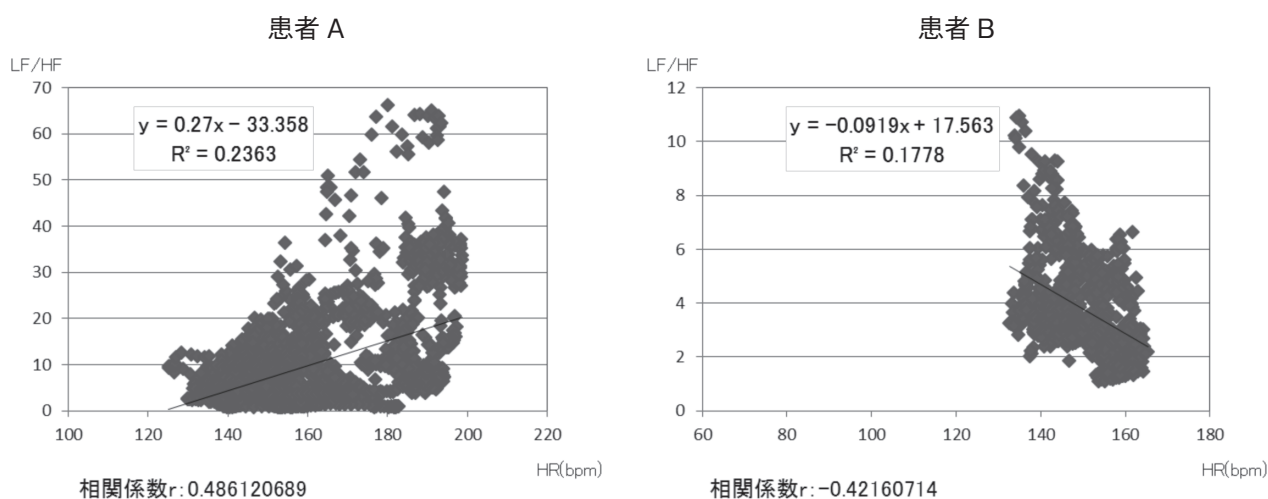 患者 A
LF/HF
70
60
50
40
30
20
10
0
y = 0.27x − 33.358
R² = 0.2363
100 120 140 160 180 200 220
HR(bpm)
相関係数r:0.486120689
患者 B
LF/HF
12
10
8
6
4
2
0
y = −0.0919x + 17.563
R² = 0.1778
60 80 100 120 140 160 180
HR(bpm)
相関係数r:−0.42160714